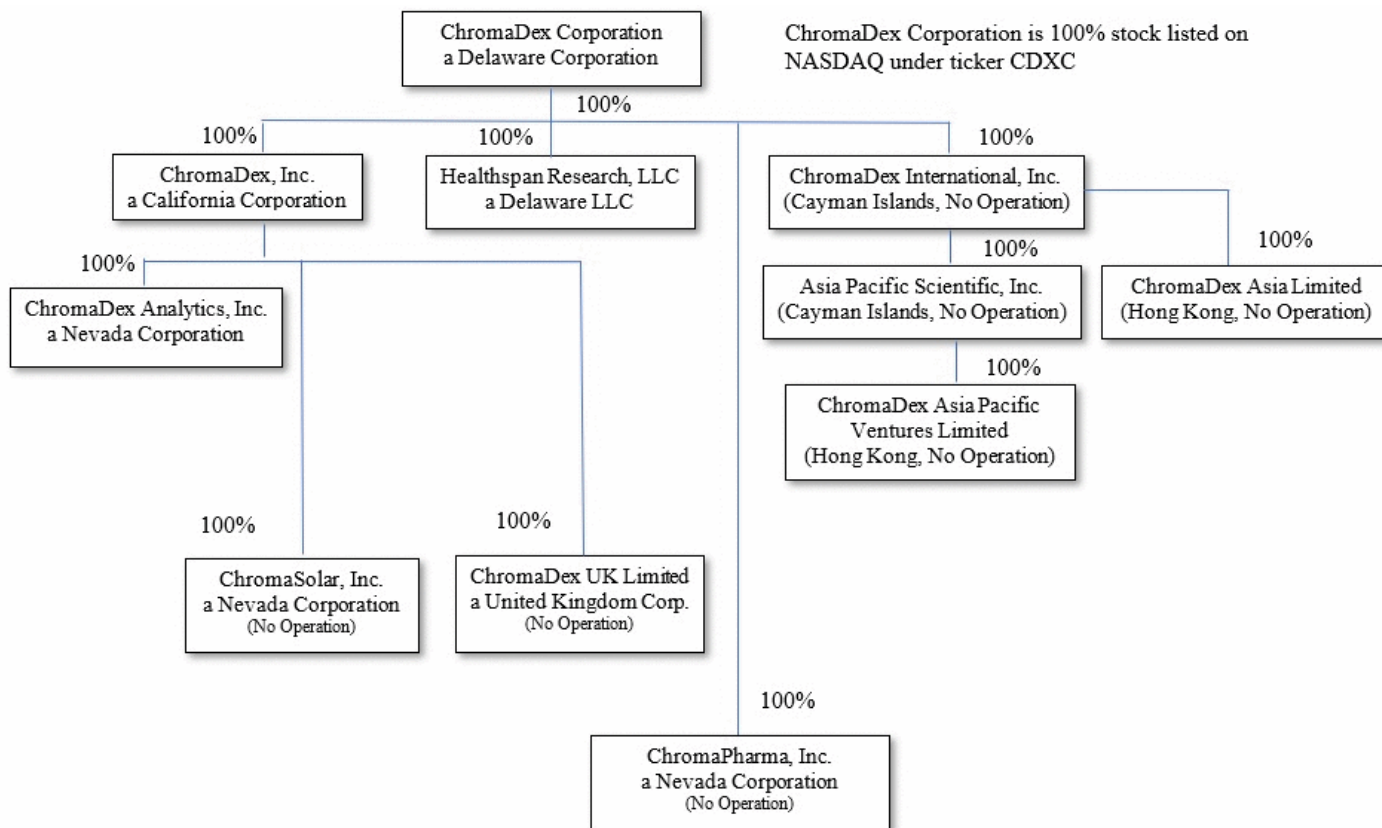 ChromaDex Corporation
a Delaware Corporation
ChromaDex Corporation is 100% stock listed on
NASDAQ under ticker CDXC
100%
100%
100%
100%
ChromaDex, Inc.
a California Corporation
Healthspan Research, LLC
a Delaware LLC
ChromaDex International, Inc.
(Cayman Islands, No Operation)
100%
100%
100%
ChromaDex Analytics, Inc.
a Nevada Corporation
Asia Pacific Scientific, Inc.
(Cayman Islands, No Operation)
ChromaDex Asia Limited
(Hong Kong, No Operation)
100%
ChromaDex Asia Pacific
Ventures Limited
(Hong Kong, No Operation)
100%
100%
ChromaSolar, Inc.
a Nevada Corporation
(No Operation)
ChromaDex UK Limited
a United Kingdom Corp.
(No Operation)
100%
ChromaPharma, Inc.
a Nevada Corporation
(No Operation)